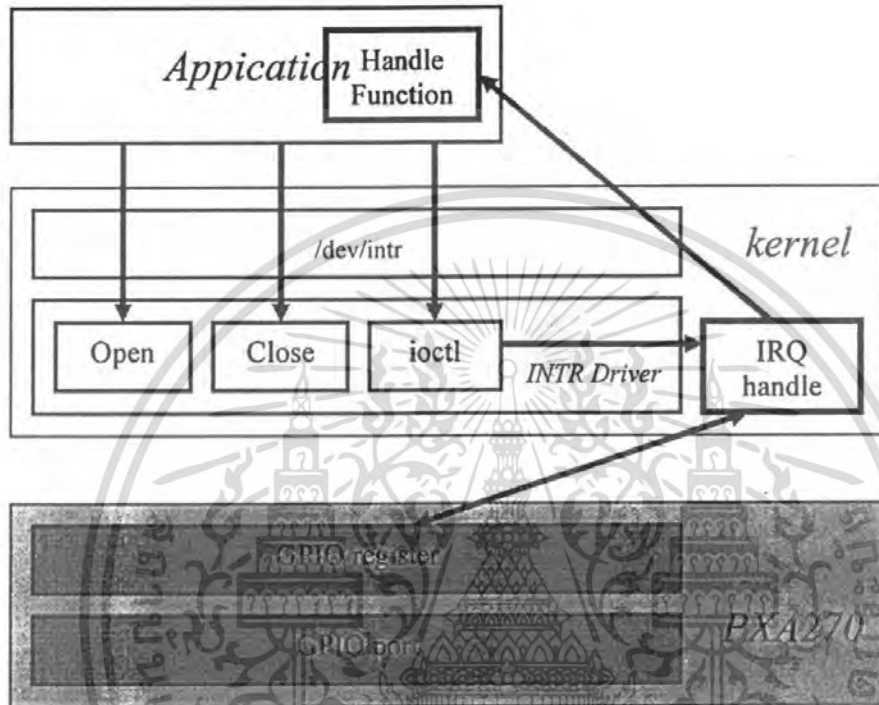 Appication
Handle
Function
kernel
/dev/intr
Open
Close
ioctl
INTR Driver
IRQ
handle
GPIO register
GPIO port
PXA270